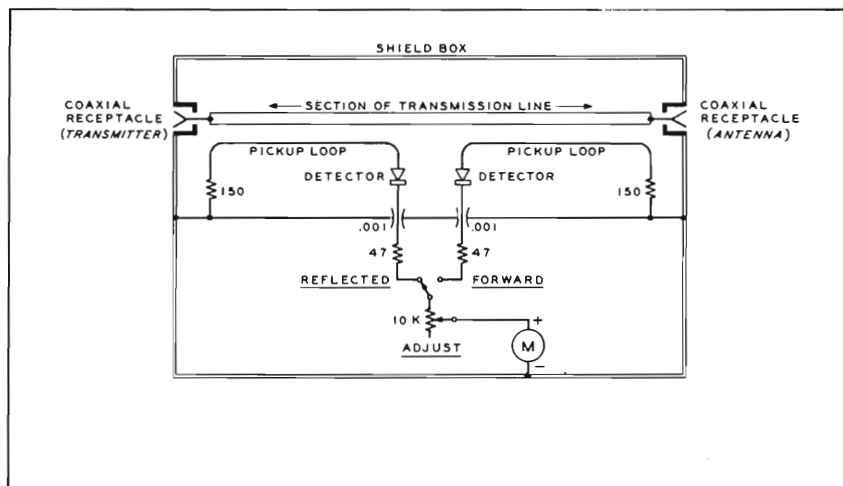 SHIELD BOX
COAXIAL
RECEPTACLE
(TRANSMITTER)
SECTION OF TRANSMISSION LINE
COAXIAL
RECEPTACLE
(ANTENNA)
PICKUP LOOP
PICKUP LOOP
DETECTOR
DETECTOR
150
150
.001
.001
47
47
REFLECTED
FORWARD
10 K
+
ADJUST
M
-